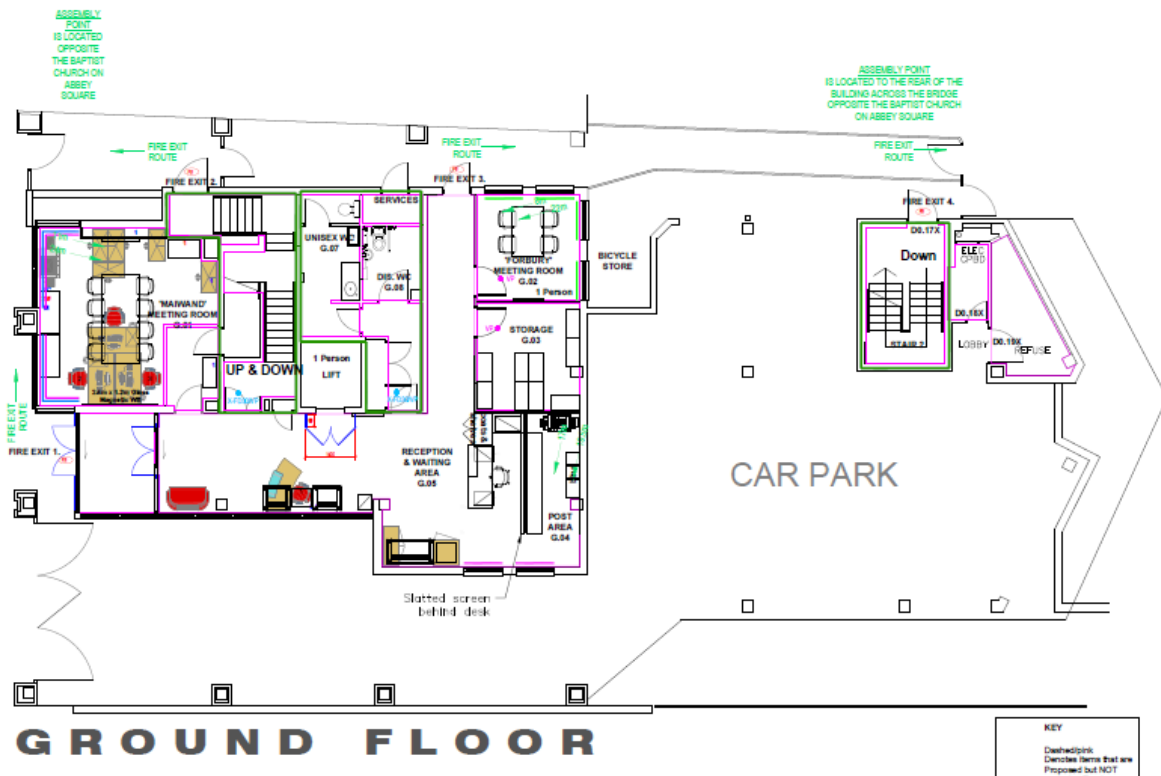 ASSEMBLY
POINT
IS LOCATED
OPPOSITE
THE BAPTIST
CHURCH ON
ABBEY
SQUARE
ASSEMBLY POINT
IS LOCATED TO THE REAR OF THE
BUILDING ACROSS THE BRIDGE
OPPOSITE THE BAPTIST CHURCH
ON ABBEY SQUARE
FIRE EXIT
ROUTE
FIRE EXIT
ROUTE
FIRE EXIT
ROUTE
FIRE EXIT 2.
FIRE EXIT 3.
FIRE EXIT 4.
SERVICES
UNISEX WC
G.07
DIS. WC
G.08
'FORBURY'
MEETING ROOM
G.02
1 Person
BICYCLE
STORE
D0.17X
Down
ELEC
CPBD
D0.18X
STAIR 2
LOBBY
D0.19X
REFUSE
'MAIWAND'
MEETING ROOM
G.01
Magnetic WB
STORAGE
G.03
1 Person
LIFT
UP & DOWN
FIRE EXIT
ROUTE
FIRE EXIT 1.
RECEPTION
& WAITING
AREA
G.05
POST
AREA
G.04
CAR PARK
Slatted screen
behind desk
GROUND FLOOR
KEY
Dashed/pink
Denotes items that are
Proposed but NOT